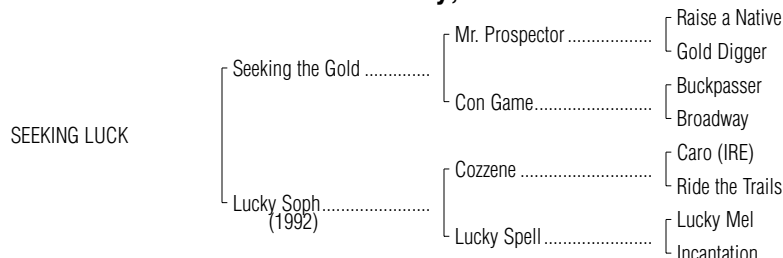 Raise a Native
Mr. Prospector ...................
Gold Digger
Seeking the Gold ..............
Buckpasser
Con Game...........................
Broadway
SEEKING LUCK
Caro (IRE)
Cozzene ..............................
Ride the Trails
Lucky Soph........................
(1992)
Lucky Mel
Lucky Spell.........................
Incantation